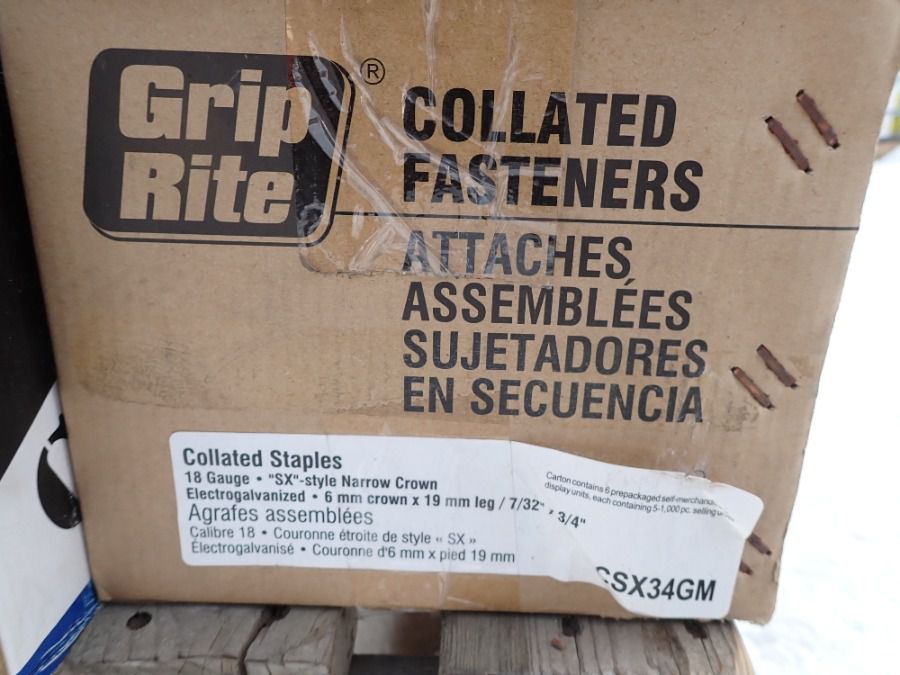 Grip
Rite
®
COLLATED
FASTENERS
ATTACHES
ASSEMBLÉES
SUJETADORES
EN SECUENCIA
Collated Staples
18 Gauge • "SX"-style Narrow Crown
Electrogalvanized • 6 mm crown x 19 mm leg / 7/32" x 3/4"
Agrafes assemblées
Calibre 18 • Couronne étroite de style « SX »
Électrogalvanisé • Couronne d'6 mm x pied 19 mm
Carton contains 6 prepackaged
display units, each containing 5-1,000 pc. selling
CSX34GM